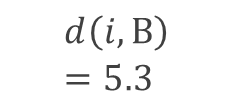 d(i, B)
= 5.3